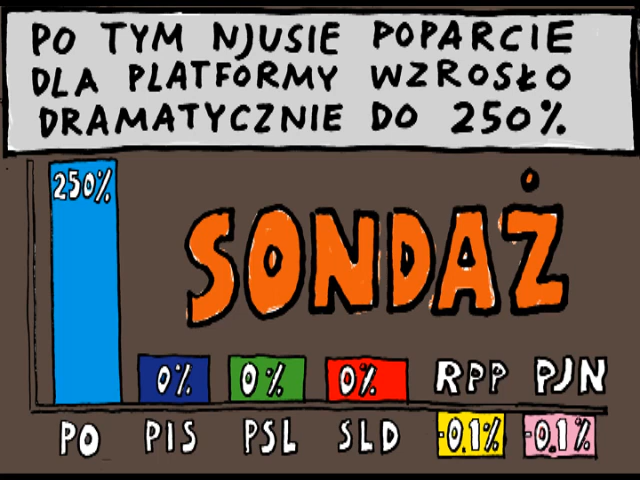 PO TYM NJUSIE POPARCIE
DLA PLATFORMY WZROSŁO
DRAMATYCZNIE DO 250%
250%
SONDAŻ
0% 0% 0% RPP PJN
PO PIS PSL SLD -0.1% -0.1%